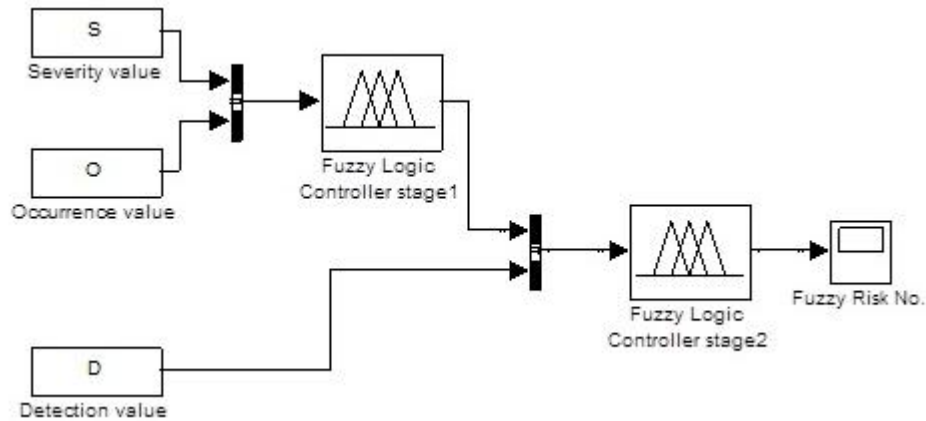 S
Severity value
O
Occurrence value
Fuzzy Logic
Controller stage1
Fuzzy Logic
Controller stage2
Fuzzy Risk No.
D
Detection value